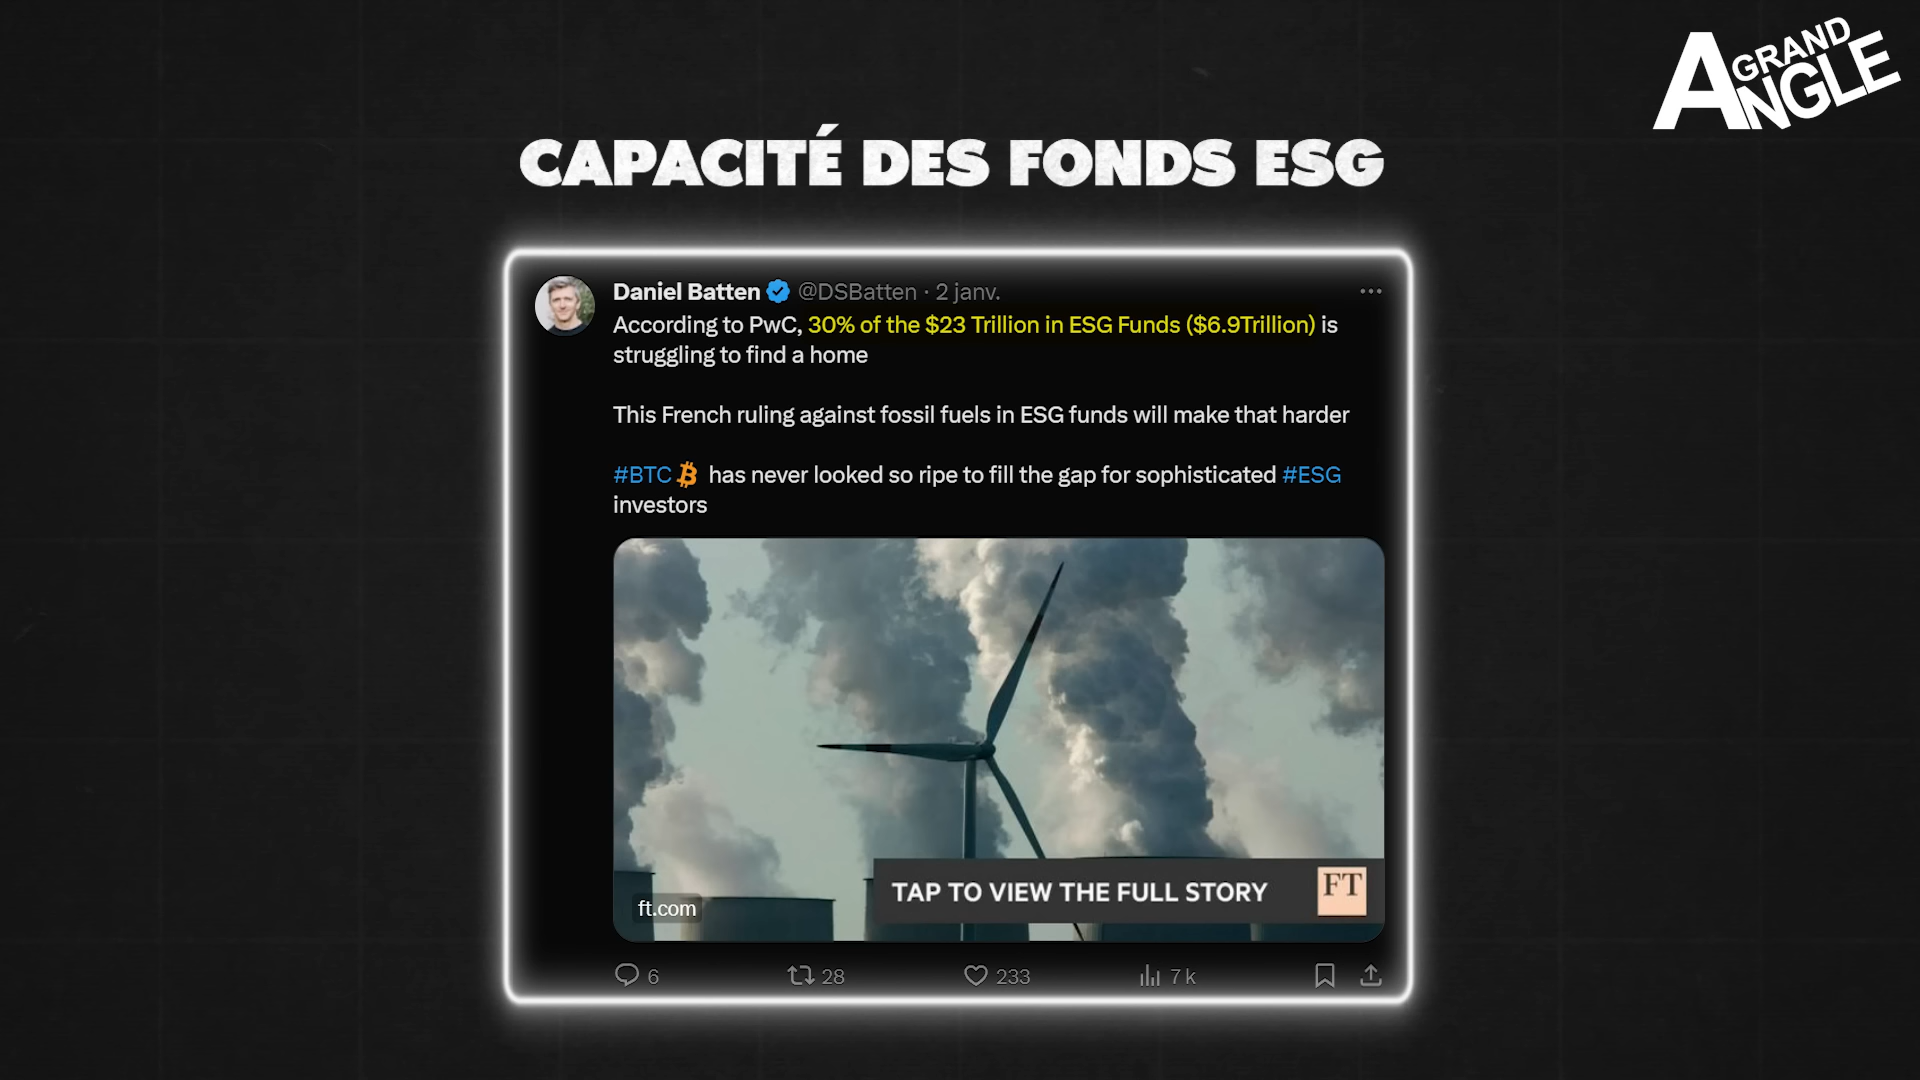 GRAND
ANGLE
CAPACITÉ DES FONDS ESG
Daniel Batten @DSBatten · 2 janv.
According to PwC, 30% of the $23 Trillion in ESG Funds ($6.9Trillion) is
struggling to find a home
This French ruling against fossil fuels in ESG funds will make that harder
#BTC has never looked so ripe to fill the gap for sophisticated #ESG
investors
TAP TO VIEW THE FULL STORY
FT
ft.com
6 28 233 7 k